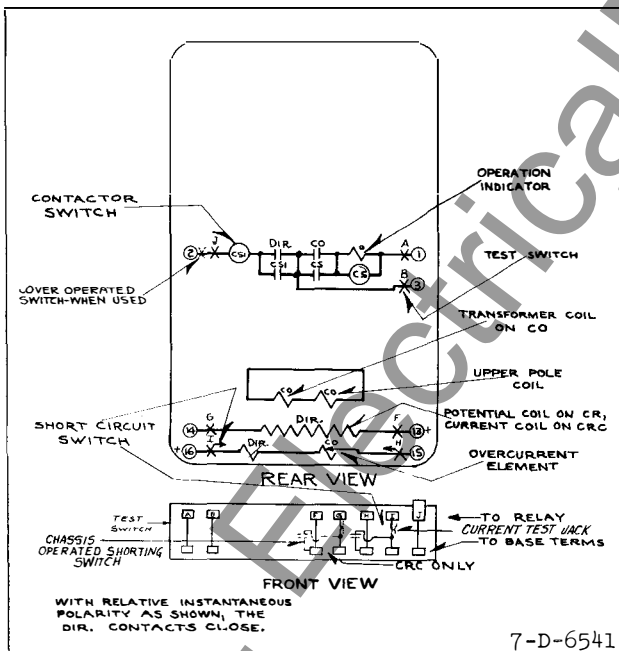 Electrical
OPERATION
INDICATOR
CONTACTOR
SWITCH
DIR.
CO
O
A
J
2
CS1
1
CS1
CS
CS
B
3
TEST SWITCH
LOVER OPERATED
SWITCH-WHEN USED
TRANSFORMER COIL
ON CO
UPPER POLE
COIL
CO
CO
SHORT CIRCUIT
SWITCH
G
DIR.
F
14
13
+
POTENTIAL COIL ON CR,
CURRENT COIL ON CRC
+
16
I
DIR.
CO
H
15
OVERCURRENT
ELEMENT
REAR VIEW
TEST
SWITCH
A
B
F
G
H
I
J
TO RELAY
CURRENT TEST JACK
TO BASE TERMS
CHASSIS
OPERATED SHORTING
SWITCH
CRC ONLY
FRONT VIEW
WITH RELATIVE INSTANTANEOUS
POLARITY AS SHOWN, THE
DIR. CONTACTS CLOSE.
7-D-6541